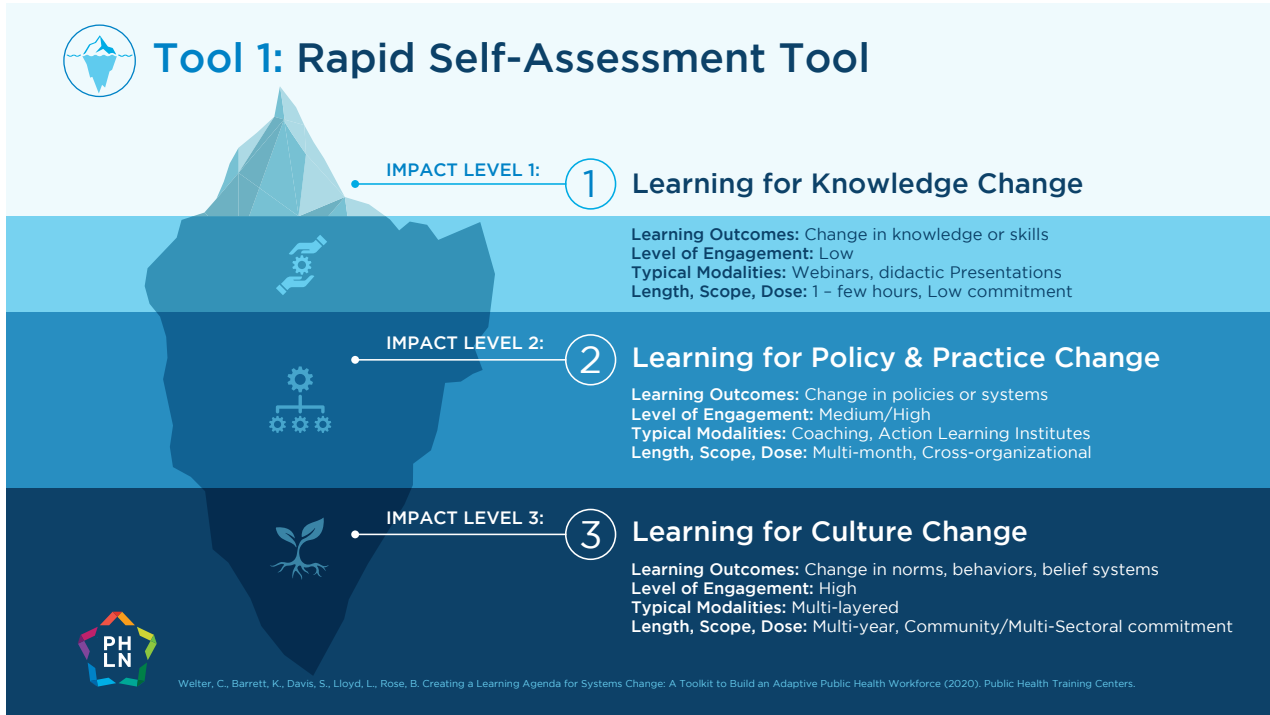 Tool 1: Rapid Self-Assessment Tool
IMPACT LEVEL 1:
1
Learning for Knowledge Change
Learning Outcomes: Change in knowledge or skills
Level of Engagement: Low
Typical Modalities: Webinars, didactic Presentations
Length, Scope, Dose: 1 – few hours, Low commitment
IMPACT LEVEL 2:
2
Learning for Policy & Practice Change
Learning Outcomes: Change in policies or systems
Level of Engagement: Medium/High
Typical Modalities: Coaching, Action Learning Institutes
Length, Scope, Dose: Multi-month, Cross-organizational
IMPACT LEVEL 3:
3
Learning for Culture Change
Learning Outcomes: Change in norms, behaviors, belief systems
Level of Engagement: High
Typical Modalities: Multi-layered
Length, Scope, Dose: Multi-year, Community/Multi-Sectoral commitment
PH
LN
Welter, C., Barrett, K., Davis, S., Lloyd, L., Rose, B. Creating a Learning Agenda for Systems Change: A Toolkit to Build an Adaptive Public Health Workforce (2020). Public Health Training Centers.